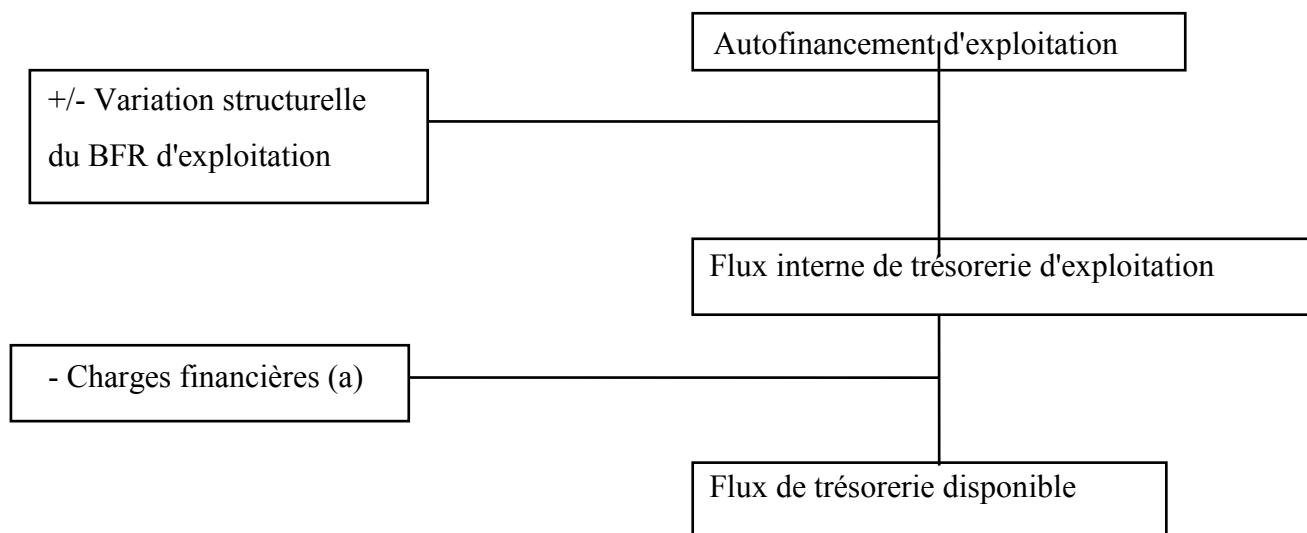 Autofinancement d'exploitation
+/- Variation structurelle
du BFR d'exploitation
Flux interne de trésorerie d'exploitation
- Charges financières (a)
Flux de trésorerie disponible